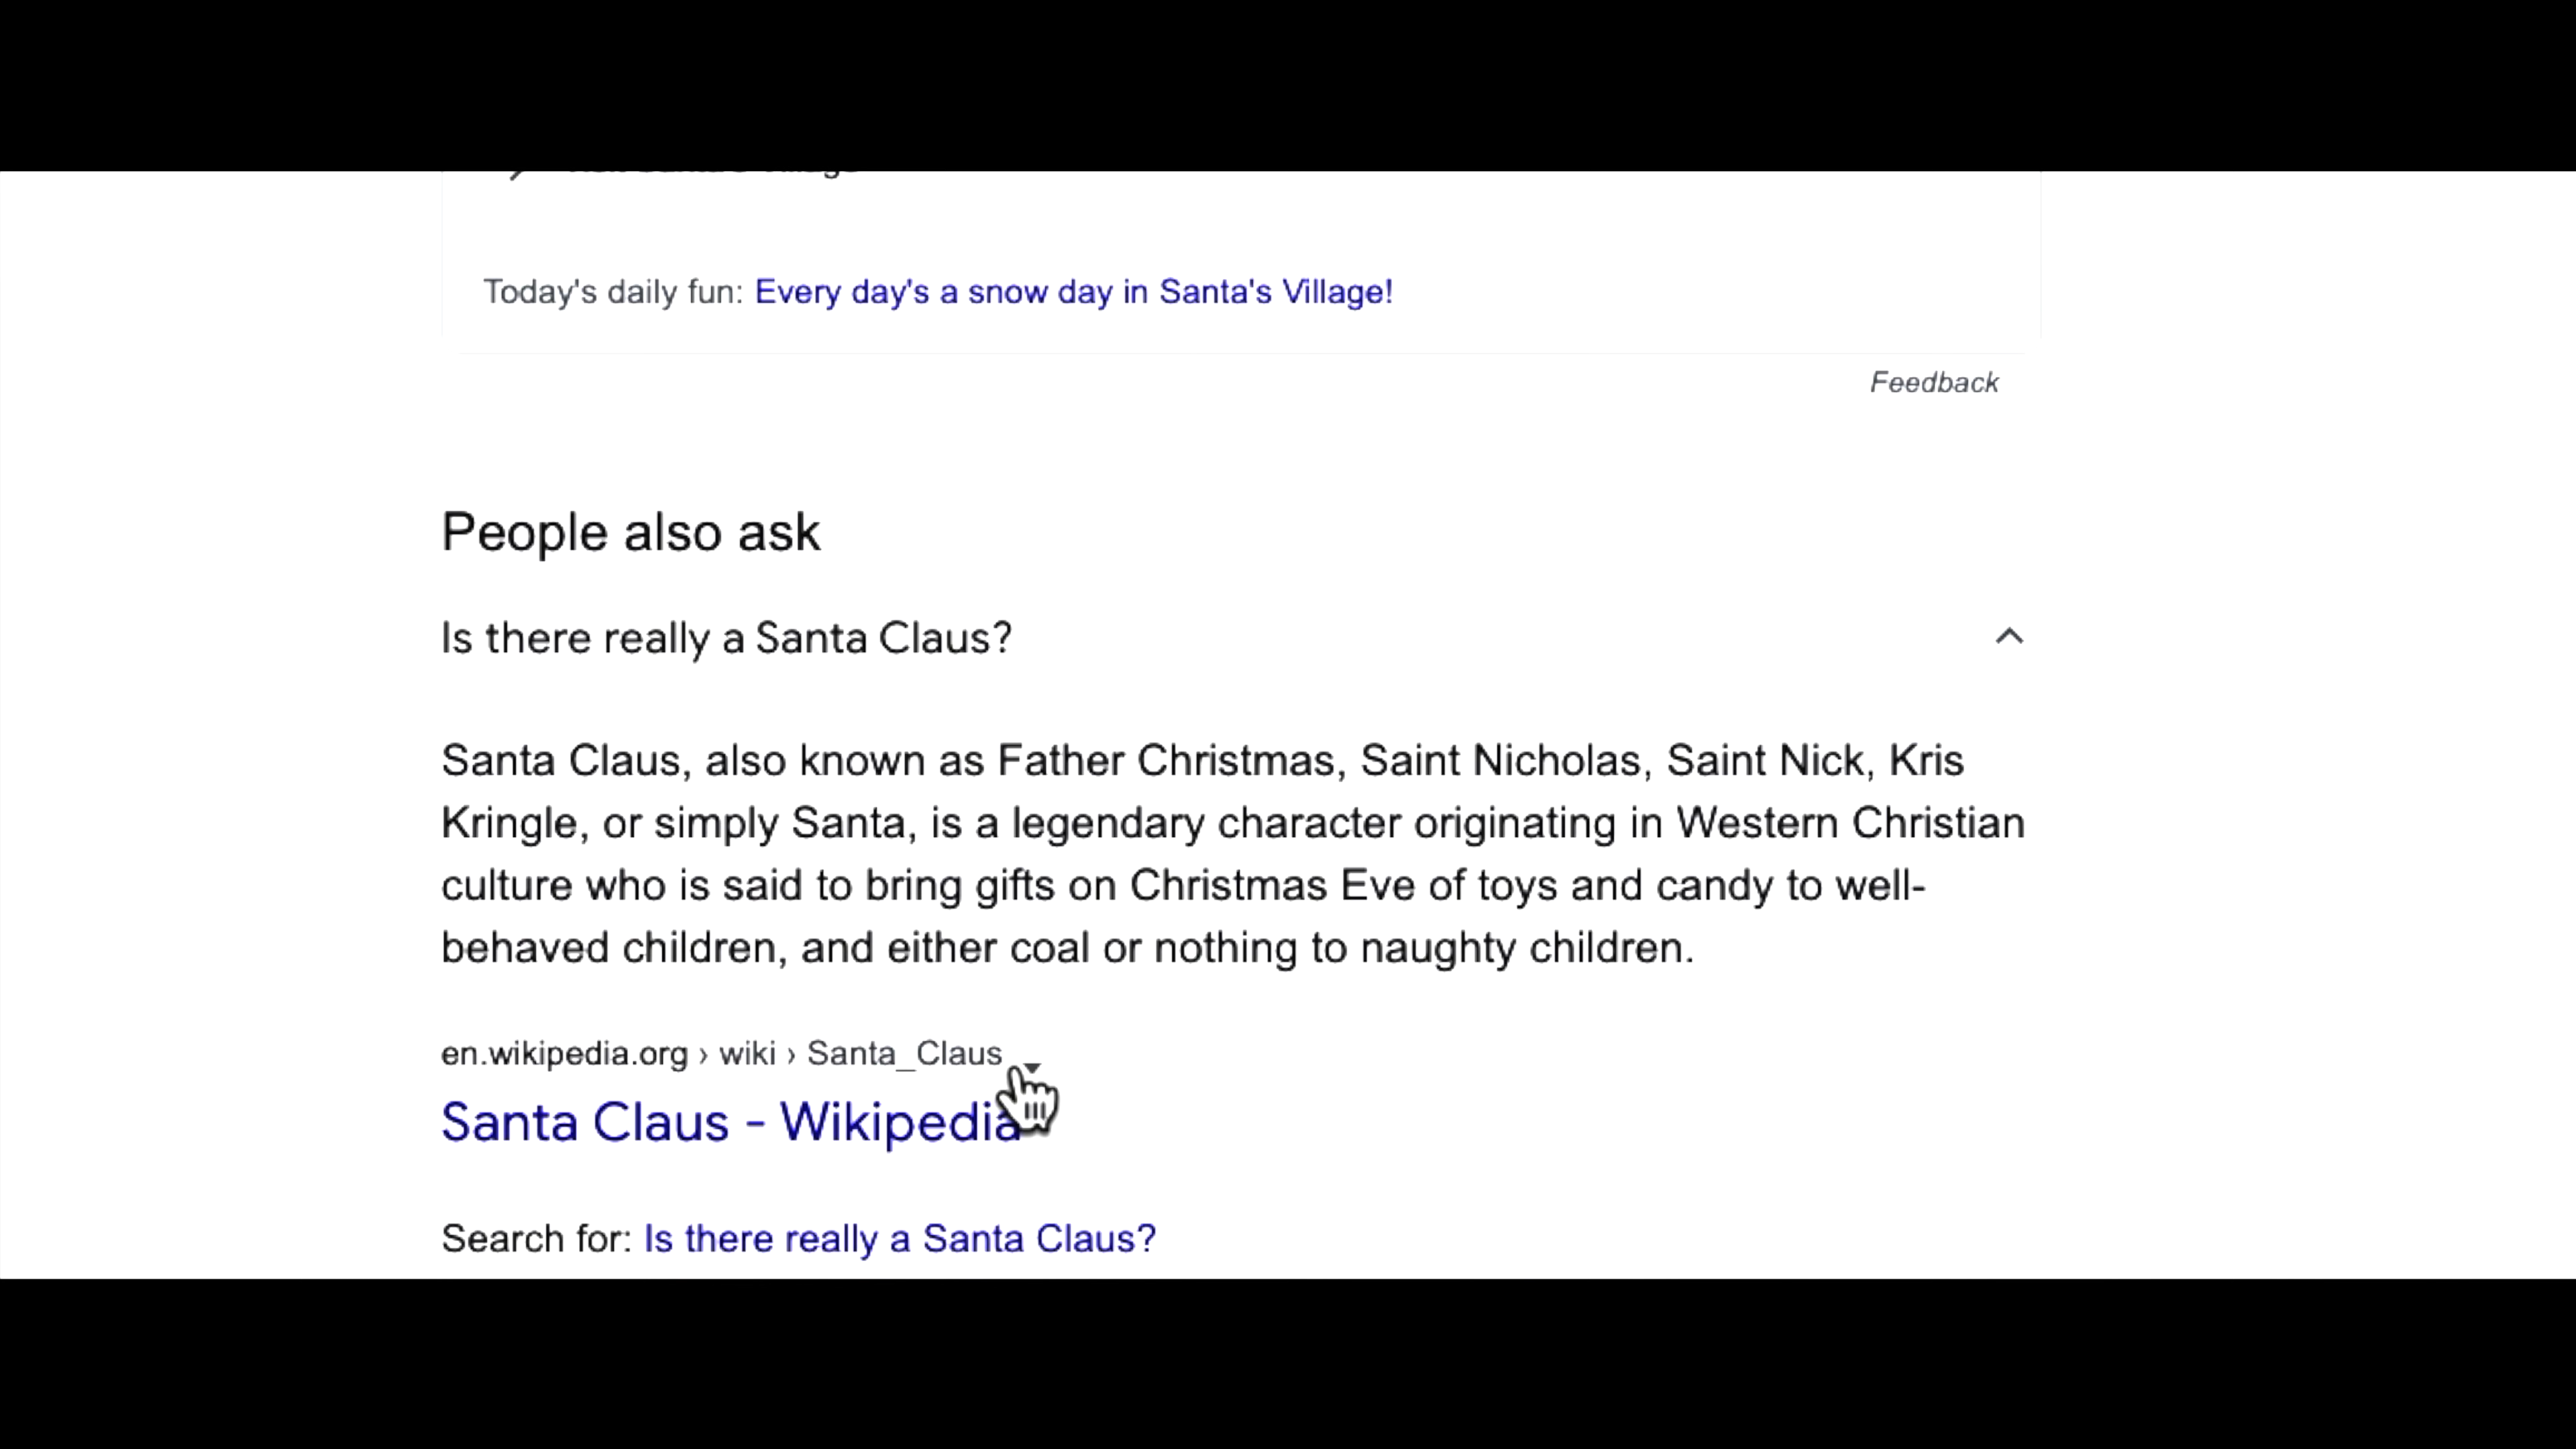 Today's daily fun: Every day's a snow day in Santa's Village!
Feedback
People also ask
Is there really a Santa Claus?
Santa Claus, also known as Father Christmas, Saint Nicholas, Saint Nick, Kris
Kringle, or simply Santa, is a legendary character originating in Western Christian
culture who is said to bring gifts on Christmas Eve of toys and candy to well-
behaved children, and either coal or nothing to naughty children.
en.wikipedia.org › wiki › Santa_Claus
Santa Claus - Wikipedia
Search for: Is there really a Santa Claus?